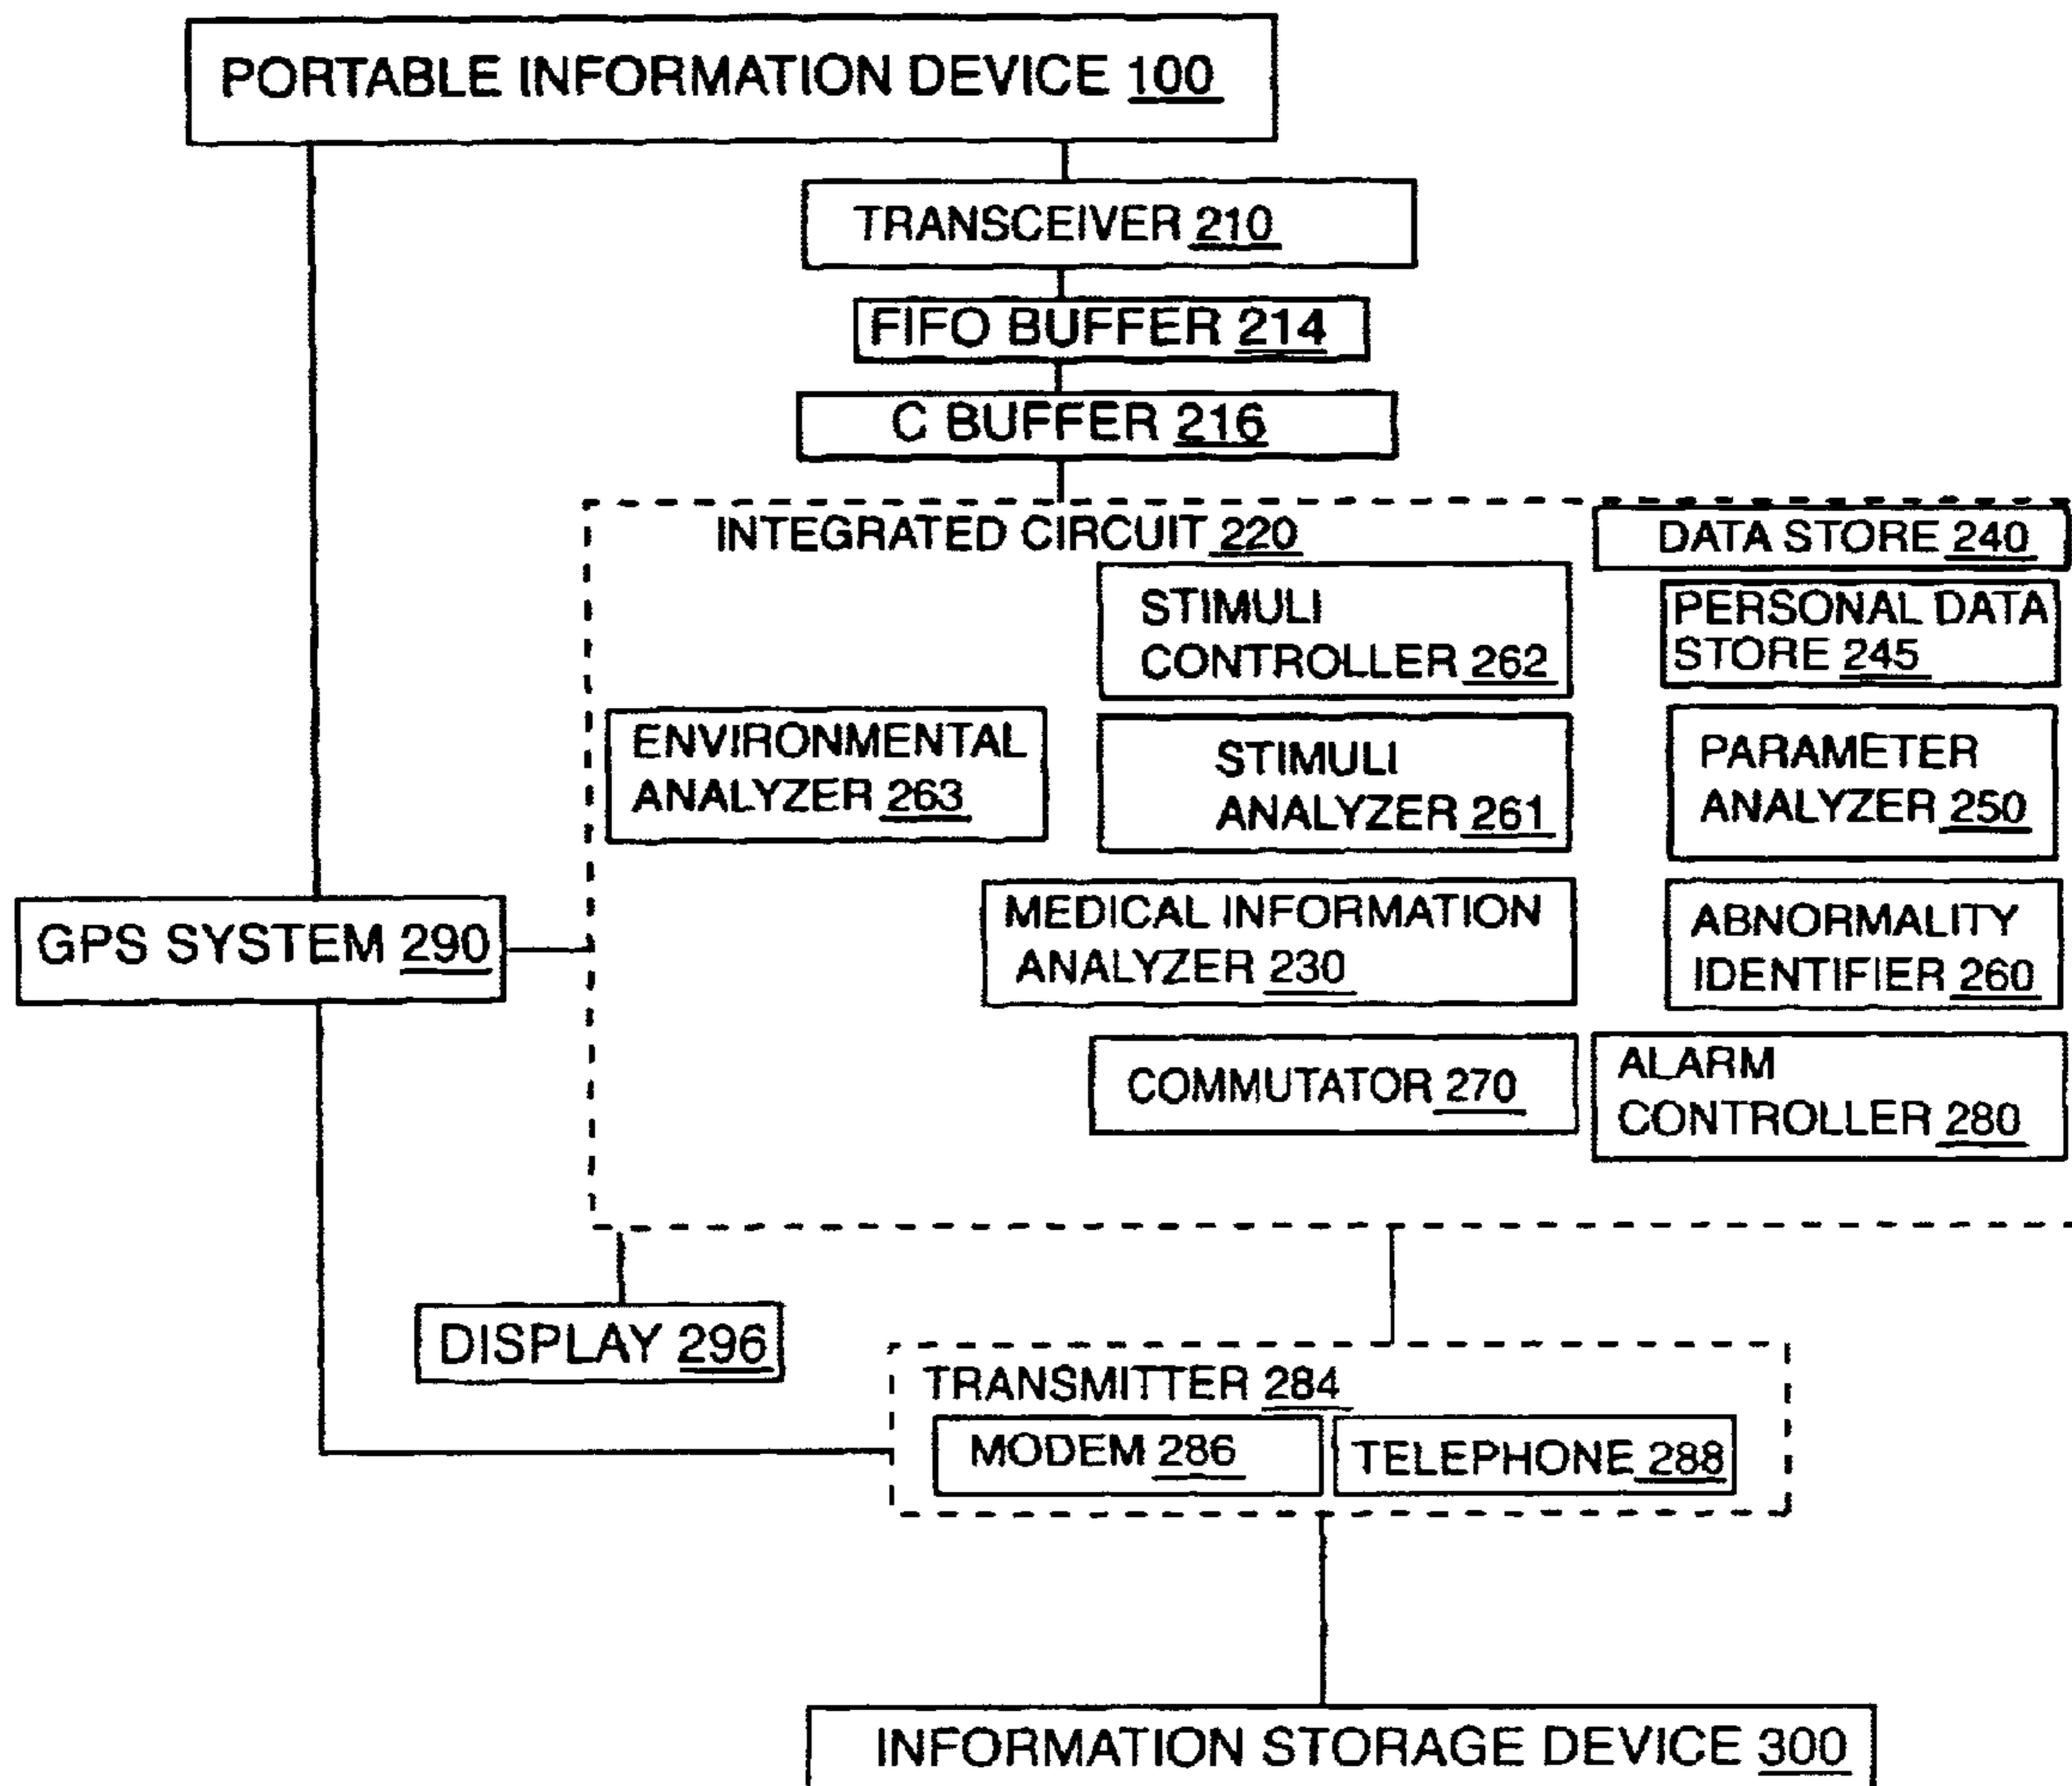 PORTABLE INFORMATION DEVICE 100
TRANSCEIVER 210
FIFO BUFFER 214
C BUFFER 216
INTEGRATED CIRCUIT 220
DATA STORE 240
STIMULI
CONTROLLER 262
PERSONAL DATA
STORE 245
ENVIRONMENTAL
ANALYZER 263
STIMULI
ANALYZER 261
PARAMETER
ANALYZER 250
GPS SYSTEM 290
MEDICAL INFORMATION
ANALYZER 230
ABNORMALITY
IDENTIFIER 260
COMMUTATOR 270
ALARM
CONTROLLER 280
DISPLAY 296
TRANSMITTER 284
MODEM 286
TELEPHONE 288
INFORMATION STORAGE DEVICE 300